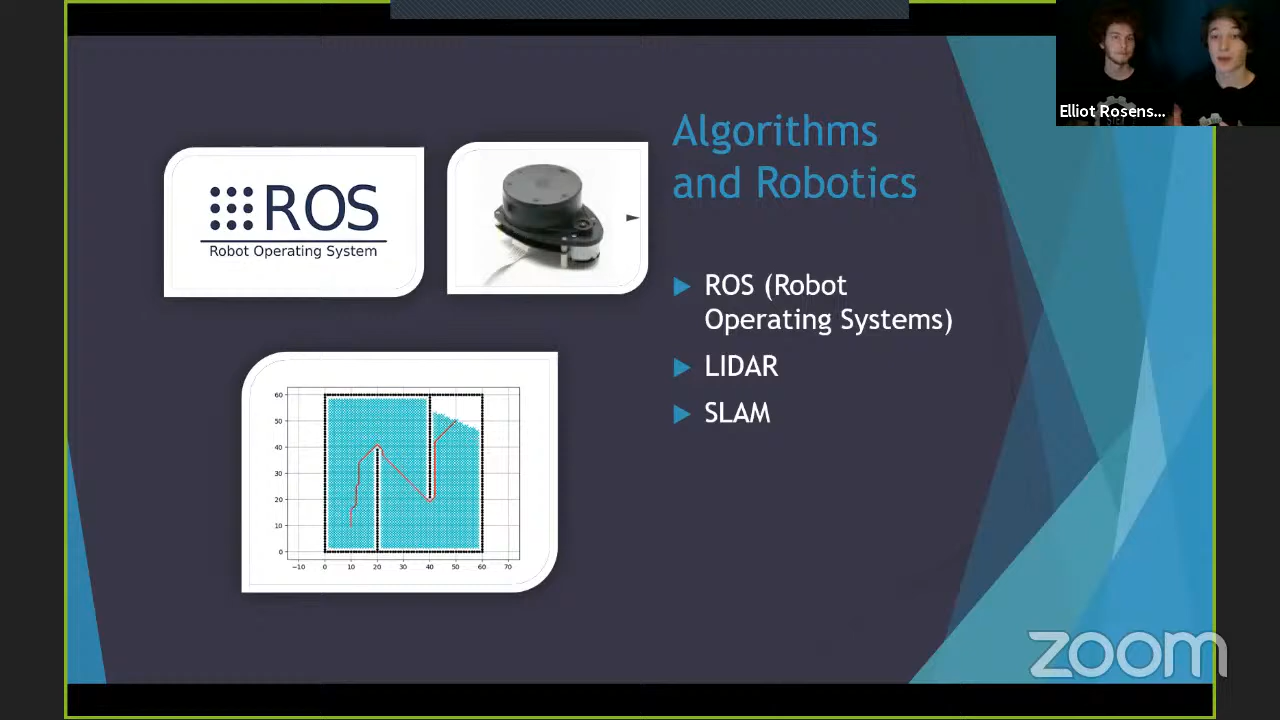 Elliot Rosens...
Algorithms
and Robotics
ROS
Robot Operating System
ROS (Robot
Operating Systems)
LIDAR
SLAM
60
50
40
30
20
10
0
−10 0 10 20 30 40 50 60 70
zoom